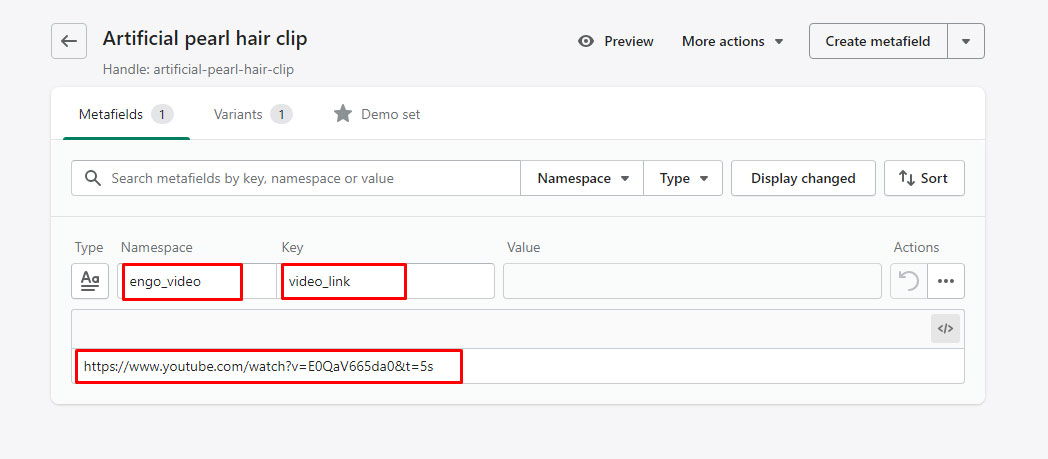 Artificial pearl hair clip
Preview
More actions
Create metafield
Handle: artificial-pearl-hair-clip
Metafields 1
Variants 1
Demo set
Search metafields by key, namespace or value
Namespace
Type
Display changed
Sort
Type
Namespace
Key
Value
Actions
Aa
engo_video
video_link
</>
https://www.youtube.com/watch?v=E0QaV665da0&t=5s